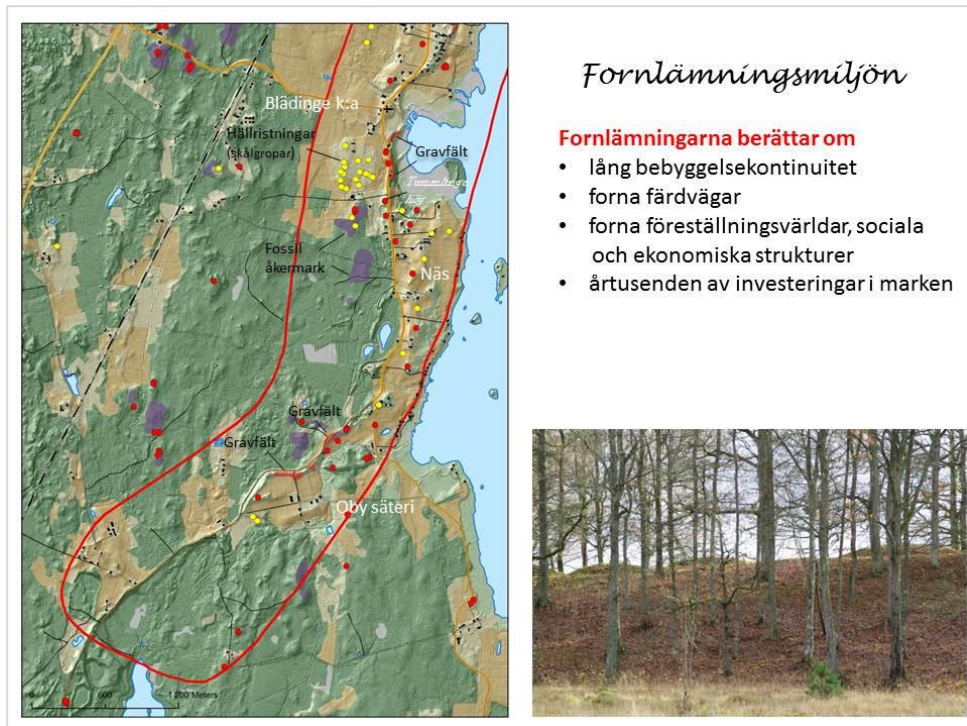 Fornlämningsmiljön
Fornlämningarna berättar om
• lång bebyggelsekontinuitet
• forna färdvägar
• forna föreställningsvärldar, sociala
och ekonomiska strukturer
• årtusenden av investeringar i marken
Blädinge k:a
Hällristningar
(skålgropar)
Gravfält
Fossil
åkermark
Näs
Gravfält
Gravfält
Oby säteri
0 600 1 200 Meters